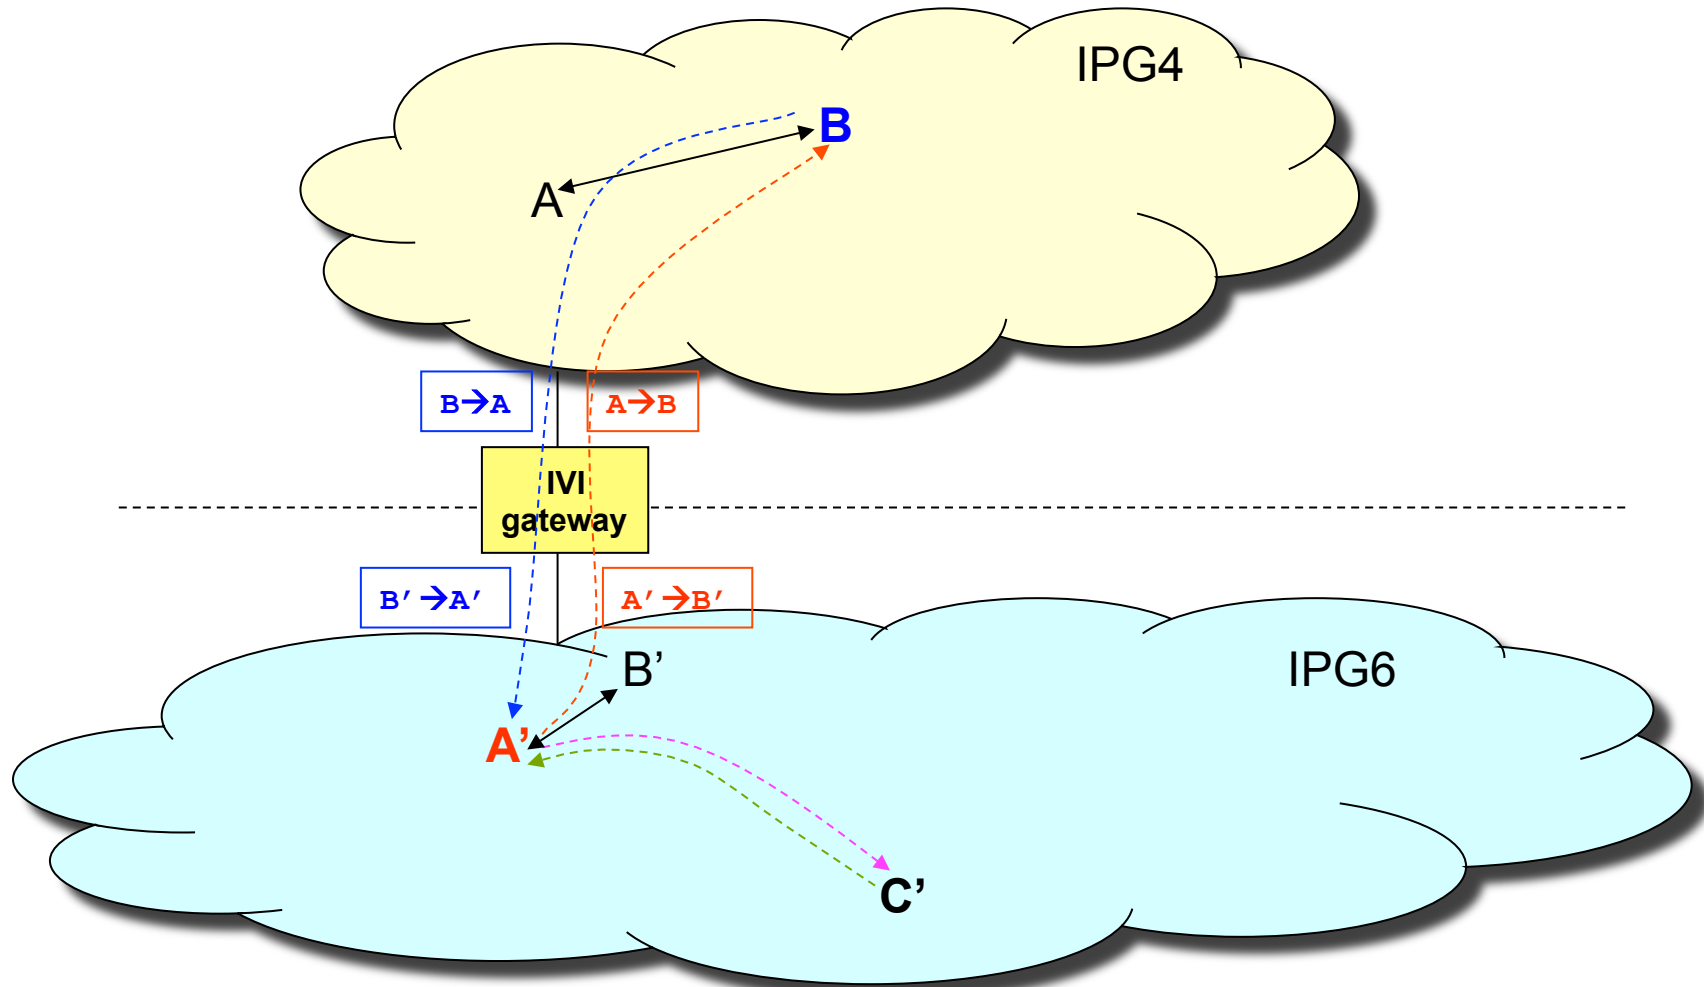 IPG4
B
A
B→A
A→B
IVI
gateway
B’→A’
A’→B’
B’
IPG6
A’
C’